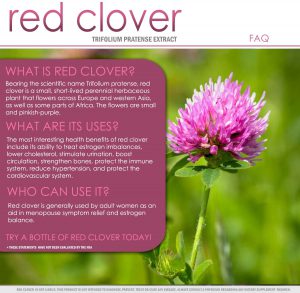 red clover
TRIFOLIUM PRATENSE EXTRACT
FAQ
WHAT IS RED CLOVER?
Bearing the scientific name Trifolium pratense, red
clover is a small, short-lived perennial herbaceous
plant that flowers across Europe and western Asia,
as well as some parts of Africa. The flowers are small
and pinkish-purple.
WHAT ARE ITS USES?
The most interesting health benefits of red clover
include its ability to treat estrogen imbalances,
lower cholesterol, stimulate urination, boost
circulation, strengthen bones, protect the immune
system, reduce hypertension, and protect the
cardiovascular system.
WHO CAN USE IT?
Red clover is generally used by adult women as an
aid in menopause symptom relief and estrogen
balance.
TRY A BOTTLE OF RED CLOVER TODAY!
* THESE STATEMENTS HAVE NOT BEEN EVALUATED BY THE FDA